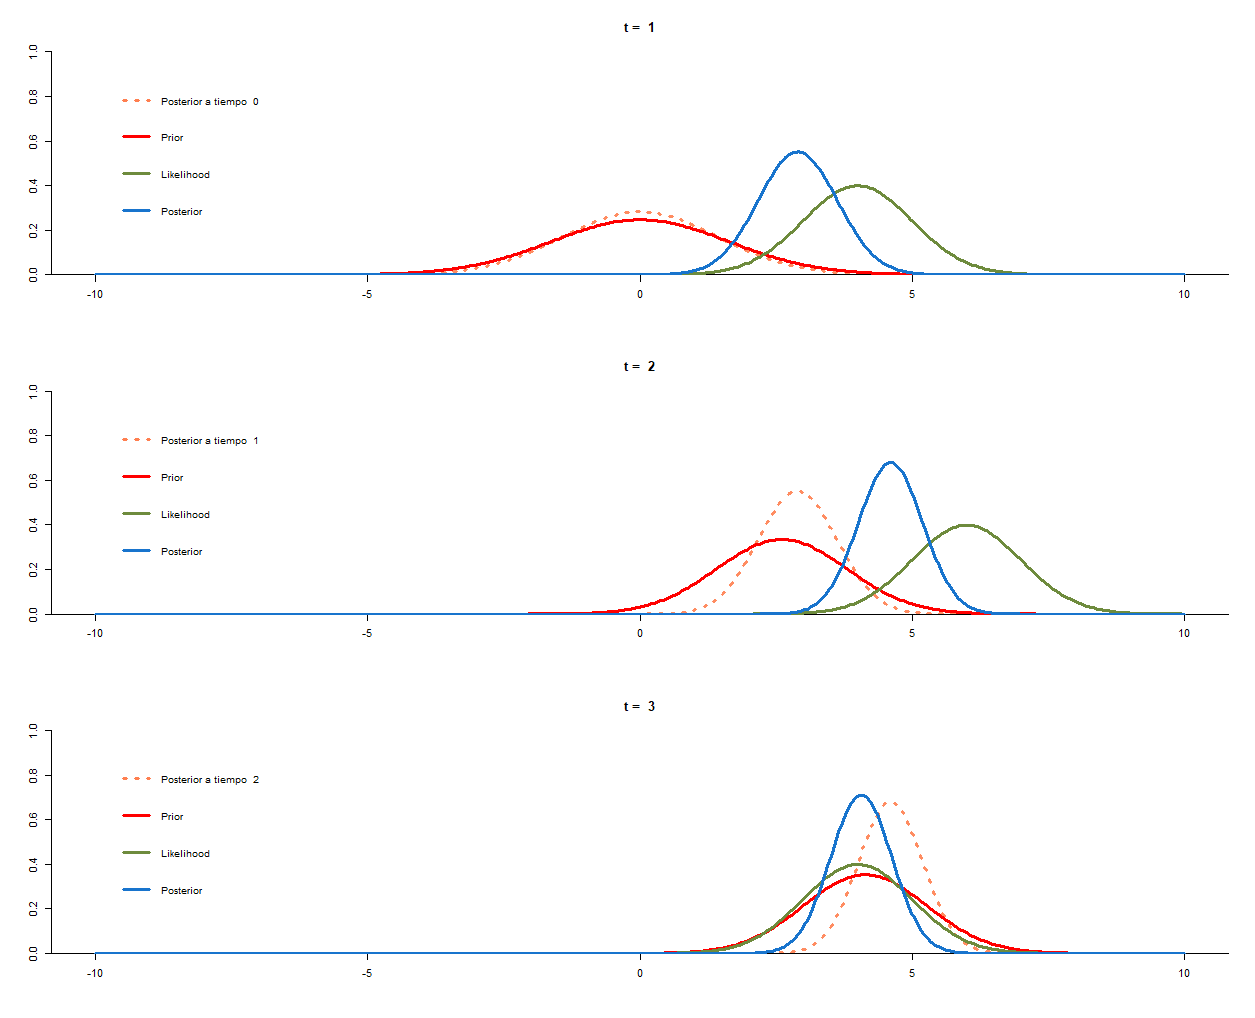 t = 1
1.0
0.8
0.6
0.4
0.2
0.0
Posterior a tiempo 0
Prior
Likelihood
Posterior
-10 -5 0 5 10
t = 2
1.0
0.8
0.6
0.4
0.2
0.0
Posterior a tiempo 1
Prior
Likelihood
Posterior
-10 -5 0 5 10
t = 3
1.0
0.8
0.6
0.4
0.2
0.0
Posterior a tiempo 2
Prior
Likelihood
Posterior
-10 -5 0 5 10